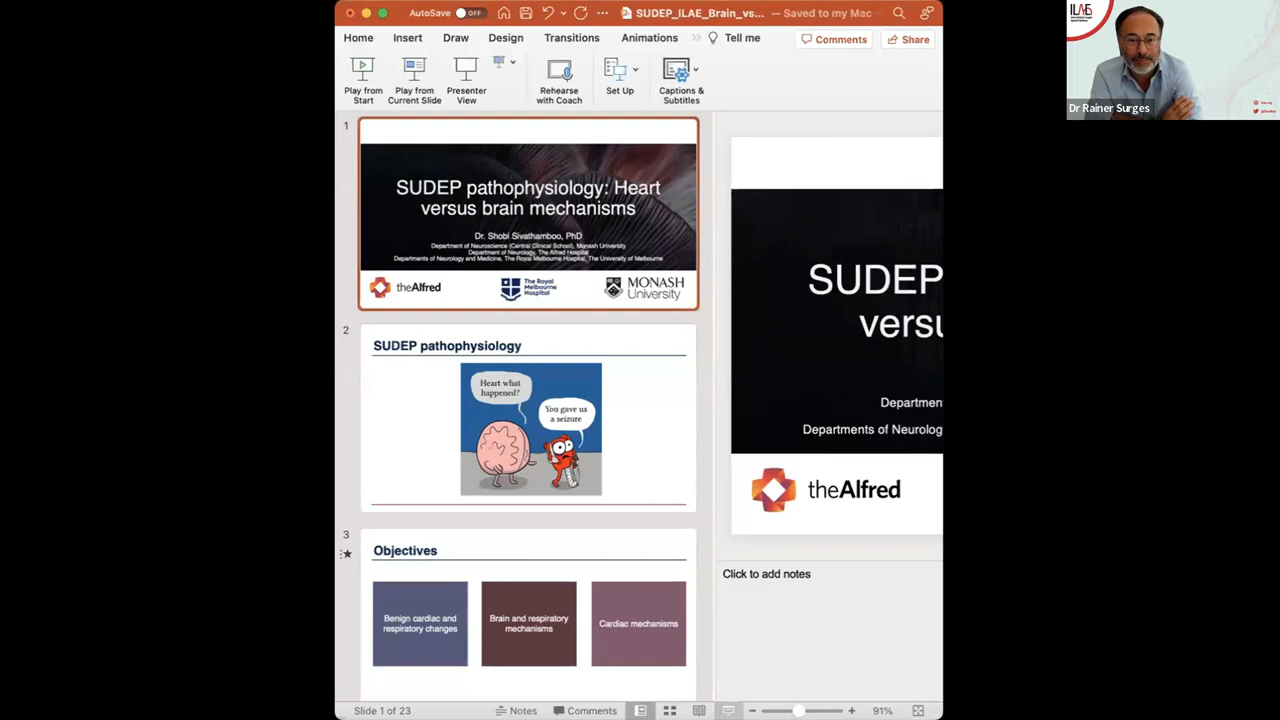 AutoSave OFF
SUDEP_ILAE_Brain_vs... — Saved to my Mac
Home Insert Draw Design Transitions Animations Tell me
Comments Share
Play from Start
Play from Current Slide
Presenter View
Rehearse with Coach
Set Up
Captions & Subtitles
1
SUDEP pathophysiology: Heart
versus brain mechanisms
Dr. Shobi Sivathamboo, PhD
Department of Neuroscience (Central Clinical School), Monash University
Department of Neurology, The Alfred Hospital
Departments of Neurology and Medicine, The Royal Melbourne Hospital, The University of Melbourne
theAlfred
The Royal
Melbourne
Hospital
MONASH
University
2
SUDEP pathophysiology
Heart what
happened?
You gave us
a seizure
3
Objectives
Benign cardiac and
respiratory changes
Brain and respiratory
mechanisms
Cardiac mechanisms
SUDEP
versu
Departmen
Departments of Neurolog
theAlfred
Click to add notes
Slide 1 of 23
Notes
Comments
91%
ILAE
Dr Rainer Surges